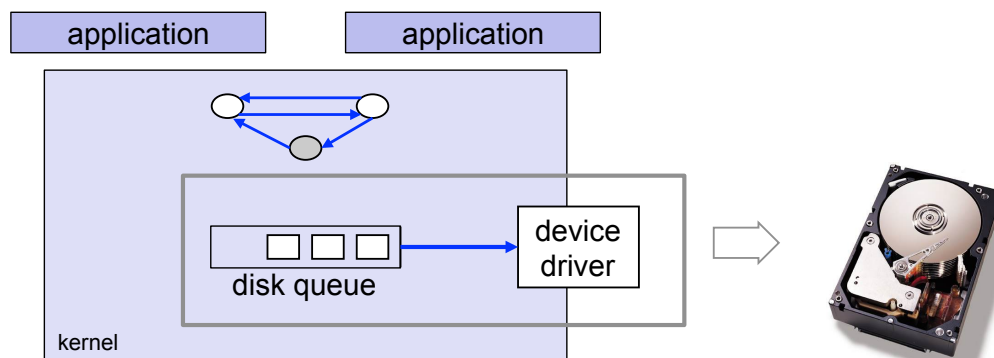 application
application
device
driver
disk queue
kernel